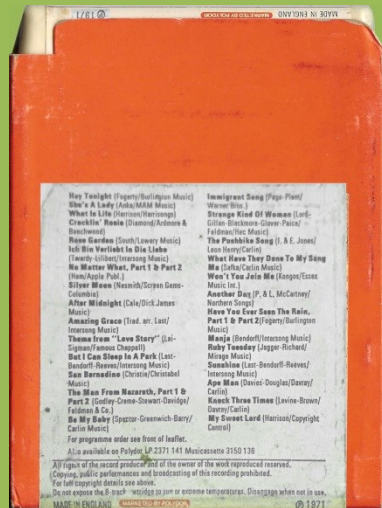 MADE IN ENGLAND MARKETED BY POLYDOR ℗ 1971
Hey Tonight (Fogerty/Burlington Music)
She's A Lady (Anka/MAM Music)
What Is Life (Harrison/Harrisongs)
Cracklin' Rosie (Diamond/Ardmore &
Beechwood)
Rose Garden (South/Lowery Music)
Ich Bin Verliebt In Die Liebe
(Twardy-Lilibert/Intersong Music)
No Matter What, Part 1 & Part 2
(Ham/Apple Publ.)
Silver Moon (Nesmith/Screen Gems-
Columbia)
After Midnight (Cale/Dick James
Music)
Amazing Grace (Trad. arr. Last/
Intersong Music)
Theme from "Love Story" (Lai-
Sigman/Famous Chappell)
But I Can Sleep In A Park (Last-
Bendorff-Reeves/Intersong Music)
San Bernadino (Christie/Christabel
Music)
The Man From Nazareth, Part 1 &
Part 2 (Godley-Creme-Stewart-Davidge/
Feldman & Co.)
Be My Baby (Spector-Greenwich-Barry/
Carlin Music)
Immigrant Song (Page-Plant/
Warner Bros.)
Strange Kind Of Woman (Lord-
Gillan-Blackmore-Glover-Paice/
Feldman/Hec Music)
The Pushbike Song (I. & E. Jones/
Leon Henry/Carlin)
What Have They Done To My Song
Ma (Safka/Carlin Music)
Won't You Join Me (Kongos/Essex
Music Int.)
Another Day (P. & L. McCartney/
Northern Songs)
Have You Ever Seen The Rain,
Part 1 & Part 2 (Fogerty/Burlington
Music)
Manja (Bendorff/Intersong Music)
Ruby Tuesday (Jagger-Richard/
Mirage Music)
Sunshine (Last-Bendorff-Reeves/
Intersong Music)
Ape Man (Davies-Douglas/Davray/
Carlin)
Knock Three Times (Levine-Brown/
Davray/Carlin)
My Sweet Lord (Harrison/Copyright
Control)
For programme order see front of leaflet.
Also available on Polydor LP 2371 141 Musicassette 3150 136
All rights of the record producer and of the owner of the work reproduced reserved.
Copying, public performances and broadcasting of this recording prohibited.
For full copyright details see above.
Do not expose the 8-track cartridge to sun or extreme temperatures. Disengage when not in use.
MADE IN ENGLAND MARKETED BY POLYDOR ℗ 1971